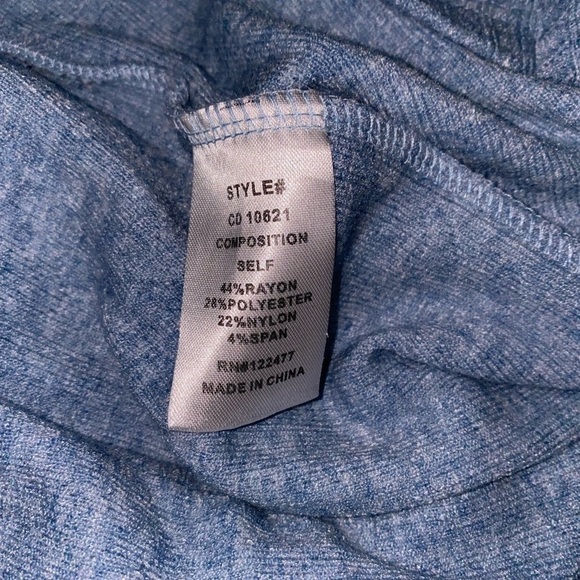 STYLE#
CD 10621
COMPOSITION
SELF
44%RAYON
28%POLYESTER
22%NYLON
4%SPAN
RN#122477
MADE IN CHINA